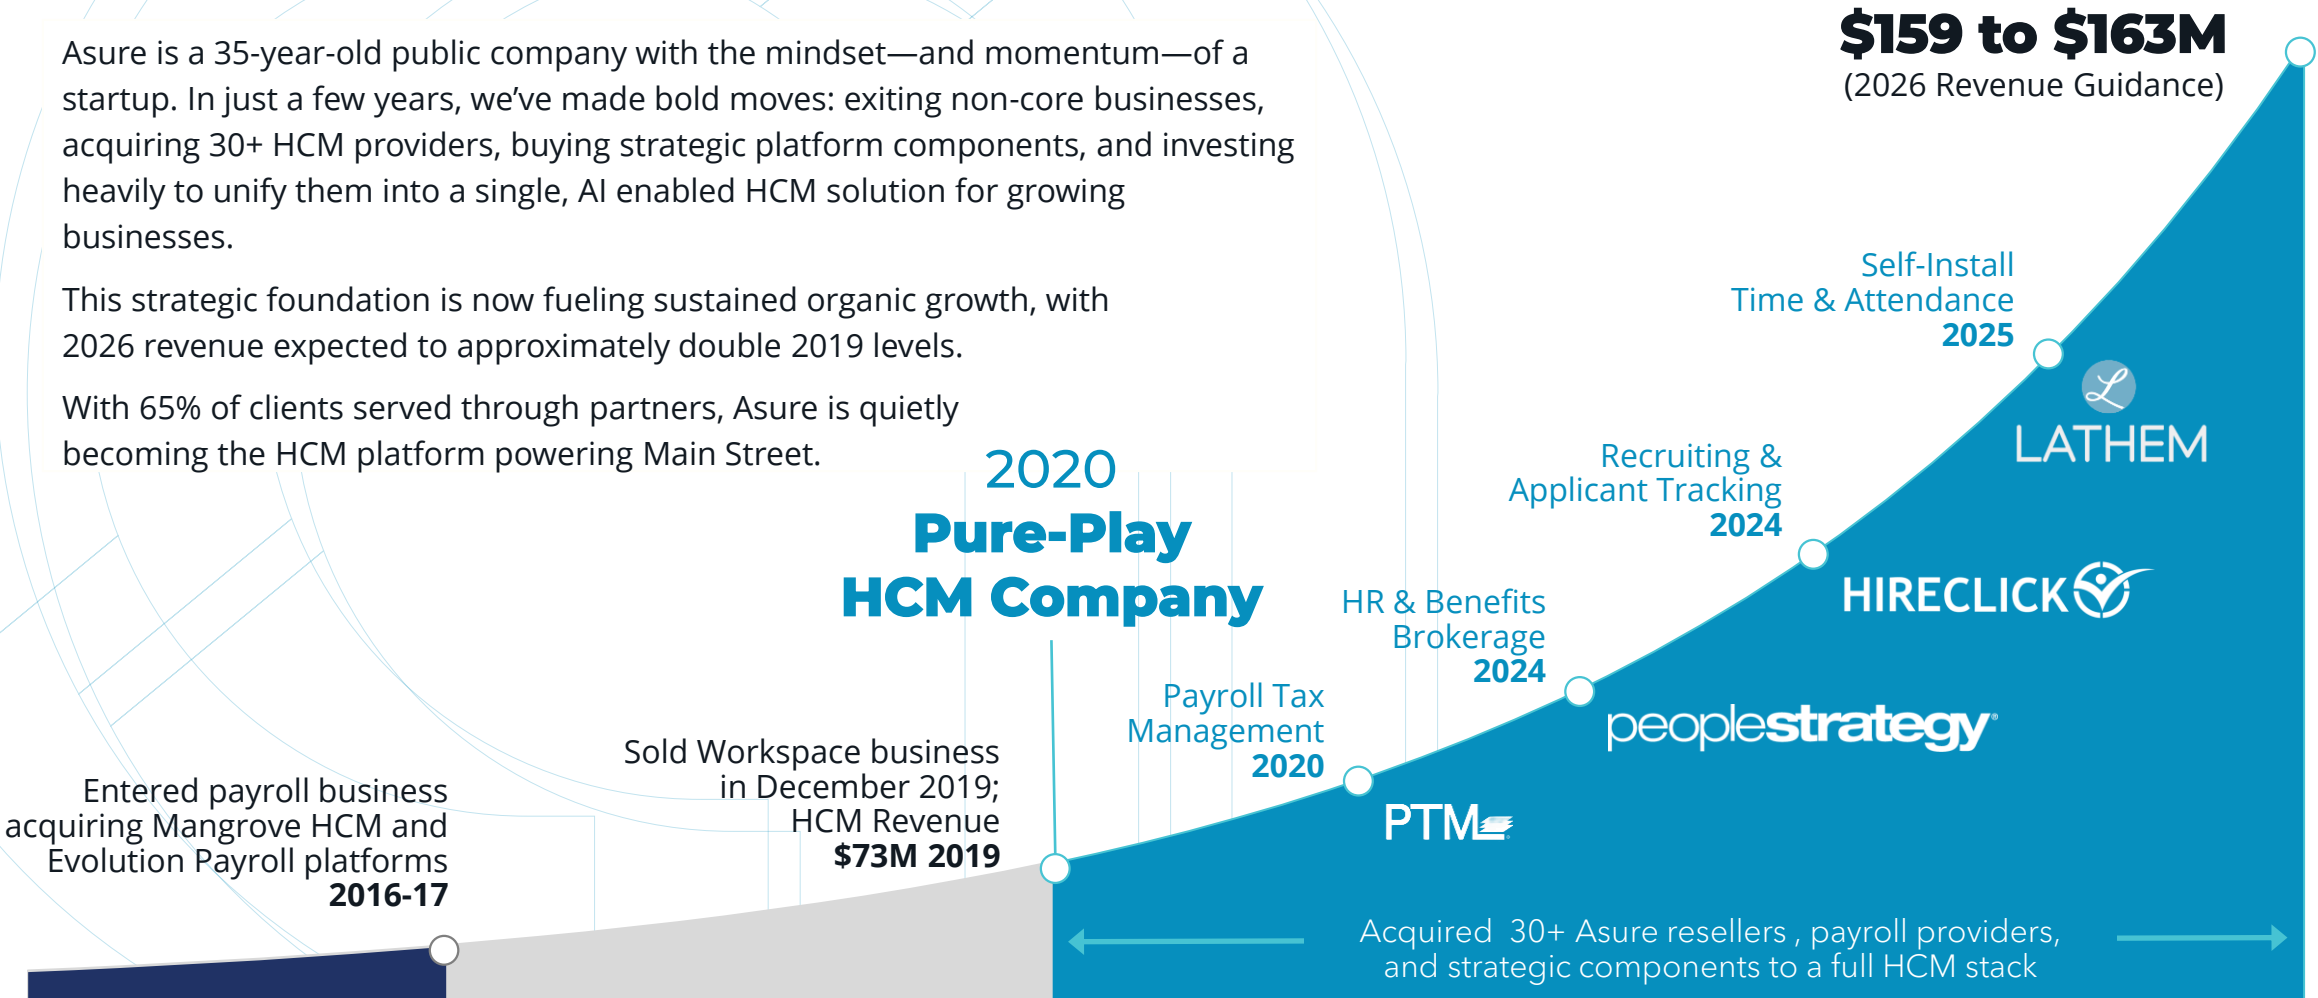 Asure is a 35-year-old public company with the mindset—and momentum—of a
startup. In just a few years, we’ve made bold moves: exiting non-core businesses,
acquiring 30+ HCM providers, buying strategic platform components, and investing
heavily to unify them into a single, AI enabled HCM solution for growing
businesses.
This strategic foundation is now fueling sustained organic growth, with
2026 revenue expected to approximately double 2019 levels.
With 65% of clients served through partners, Asure is quietly
becoming the HCM platform powering Main Street.
Entered payroll business
acquiring Mangrove HCM and
Evolution Payroll platforms
2016-17
Sold Workspace business
in December 2019;
HCM Revenue
$73M 2019
2020
Pure-Play
HCM Company
Payroll Tax
Management
2020
PTM
HR & Benefits
Brokerage
2024
peoplestrategy®
Recruiting &
Applicant Tracking
2024
HIRECLICK
Self-Install
Time & Attendance
2025
L
LATHEM
$159 to $163M
(2026 Revenue Guidance)
Acquired 30+ Asure resellers , payroll providers,
and strategic components to a full HCM stack